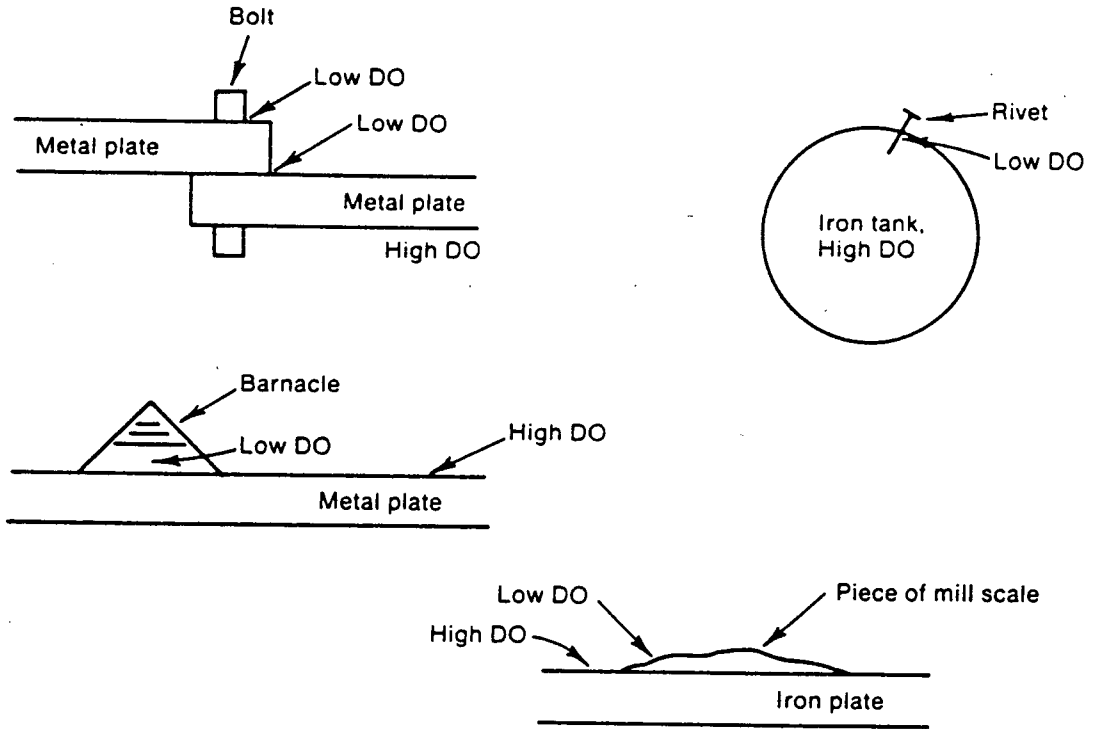 Bolt
Low DO
Low DO
Metal plate
Metal plate
High DO
Rivet
Low DO
Iron tank,
High DO
Barnacle
Low DO
High DO
Metal plate
Low DO
Piece of mill scale
High DO
Iron plate